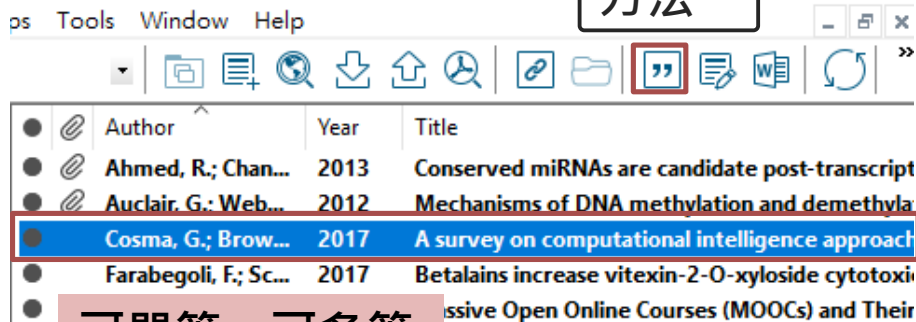 ps Tools Window Help
方法
Author Year Title
Ahmed, R.; Chan... 2013 Conserved miRNAs are candidate post-transcript
Auclair, G.; Web... 2012 Mechanisms of DNA methylation and demethyla
Cosma, G.; Brow... 2017 A survey on computational intelligence approach
Farabegoli, F.; Sc... 2017 Betalains increase vitexin-2-O-xyloside cytotoxi
ssive Open Online Courses (MOOCs) and Their